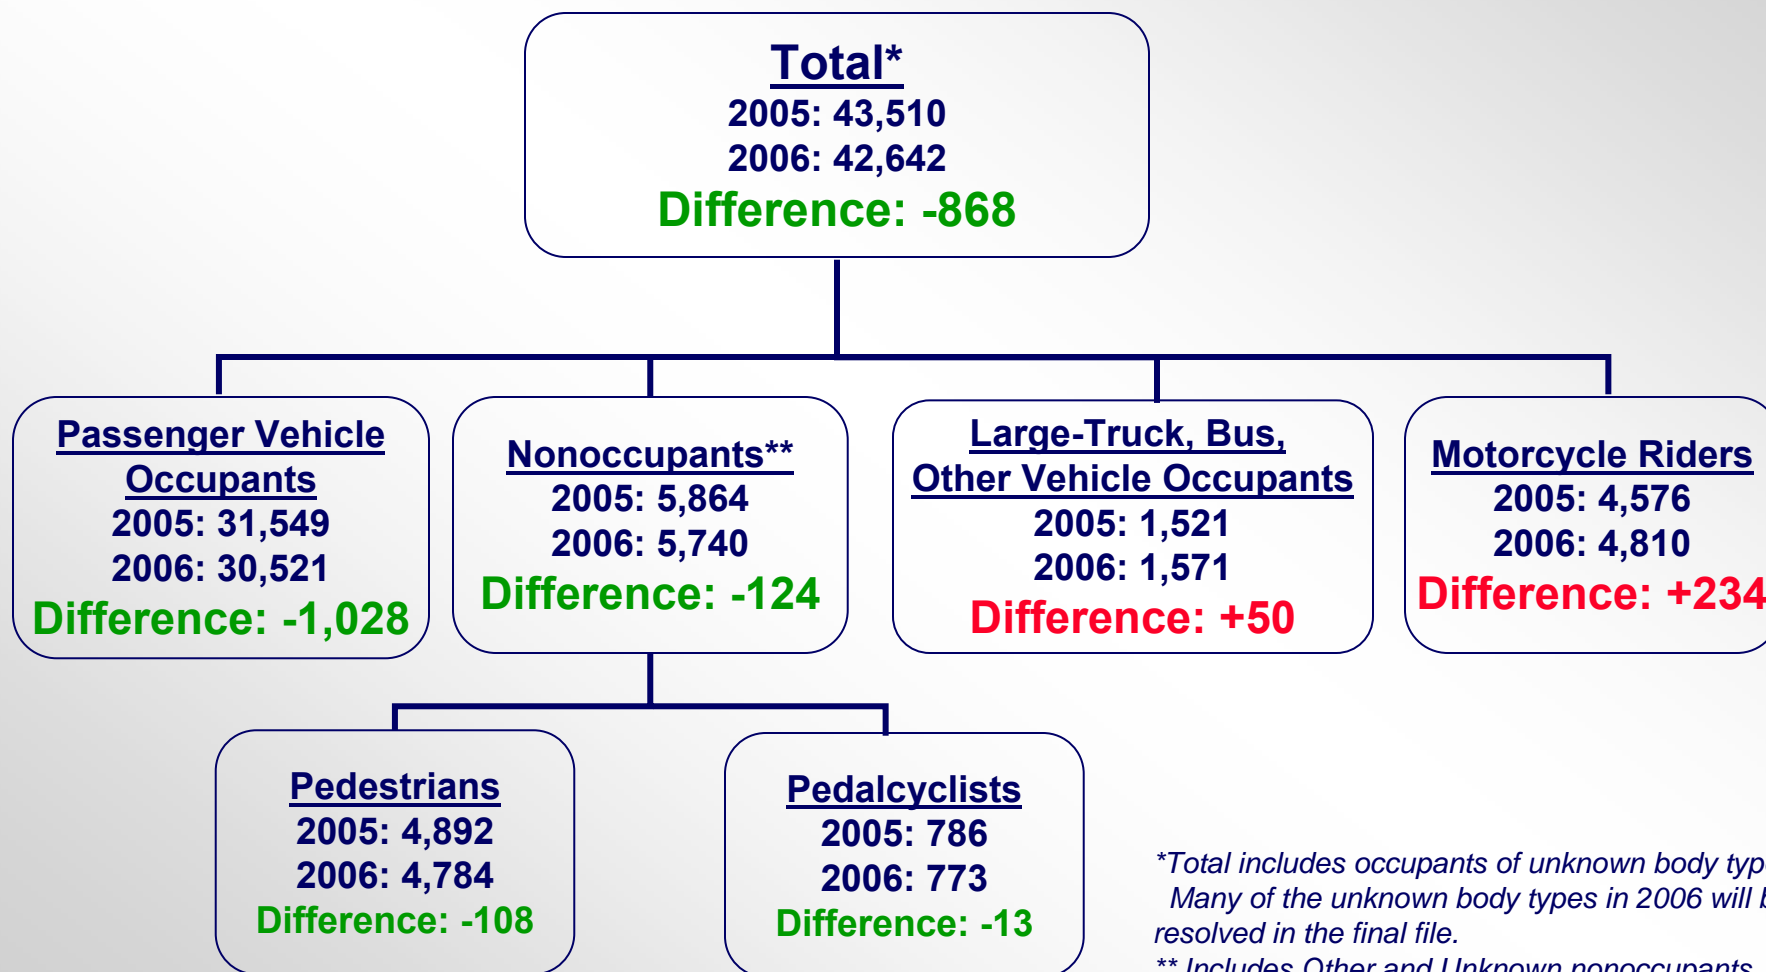 Total*
2005: 43,510
2006: 42,642
Difference: -868
Passenger Vehicle
Occupants
2005: 31,549
2006: 30,521
Difference: -1,028
Nonoccupants**
2005: 5,864
2006: 5,740
Difference: -124
Large-Truck, Bus,
Other Vehicle Occupants
2005: 1,521
2006: 1,571
Difference: +50
Motorcycle Riders
2005: 4,576
2006: 4,810
Difference: +234
Pedestrians
2005: 4,892
2006: 4,784
Difference: -108
Pedalcyclists
2005: 786
2006: 773
Difference: -13
*Total includes occupants of unknown body type
Many of the unknown body types in 2006 will
resolved in the final file.
** Includes Other and Unknown nonoccupants